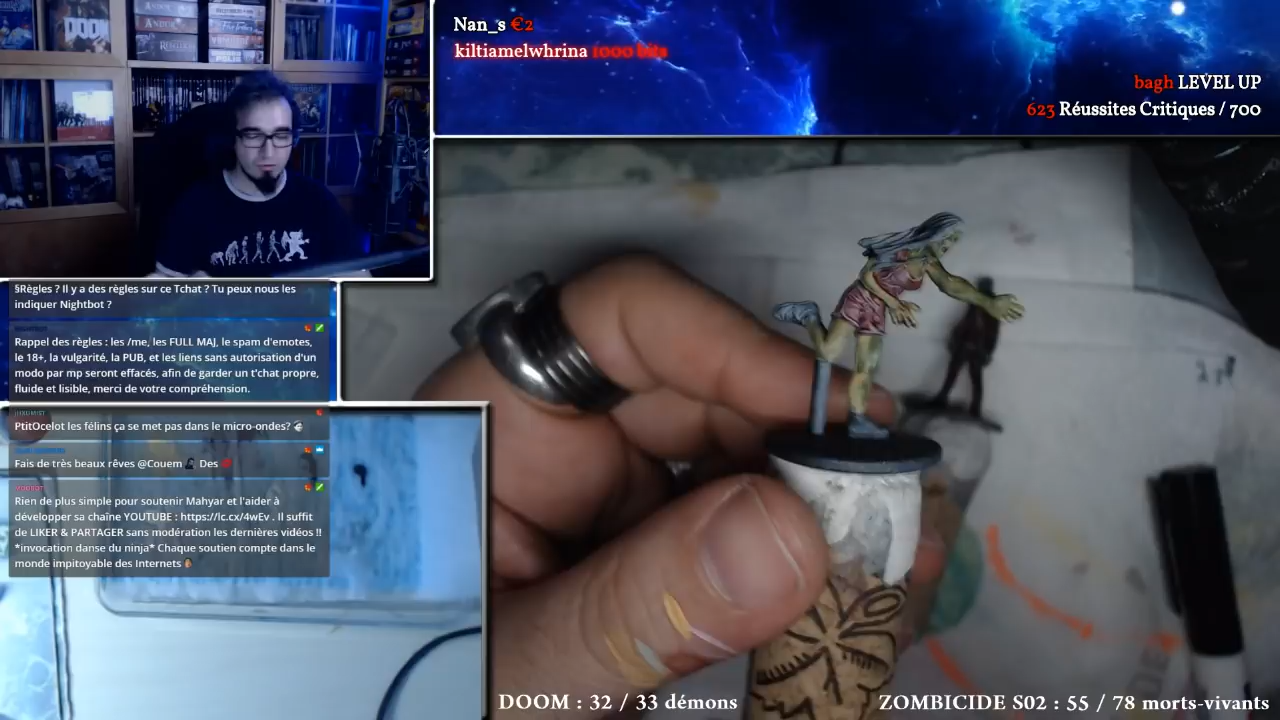 DOOM
Nan_s €2
kiltiamelwhrina 1000 bits
bagh LEVEL UP
623 Réussites Critiques / 700
§Règles ? Il y a des règles sur ce Tchat ? Tu peux nous les
indiquer Nightbot ?
Rappel des règles : les /me, les FULL MAJ, le spam d'emotes,
le 18+, la vulgarité, la PUB, et les liens sans autorisation d'un
modo par mp seront effacés, afin de garder un t'chat propre,
fluide et lisible, merci de votre compréhension.
PtitOcelot les félins ça se met pas dans le micro-ondes?
Fais de très beaux rêves @Couem Des
Rien de plus simple pour soutenir Mahyar et l'aider à
développer sa chaîne YOUTUBE : https://lc.cx/4wEv . Il suffit
de LIKER & PARTAGER sans modération les dernières vidéos !!
*invocation danse du ninja* Chaque soutien compte dans le
monde impitoyable des Internets
DOOM : 32 / 33 démons
ZOMBICIDE S02 : 55 / 78 morts-vivants